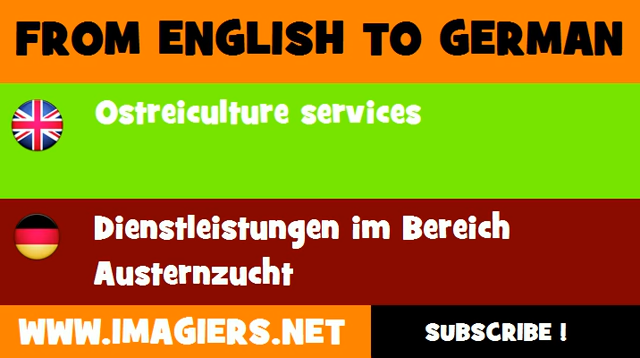 FROM ENGLISH TO GERMAN
Ostreiculture services
Dienstleistungen im Bereich
Austernzucht
WWW.IMAGIERS.NET
SUBSCRIBE !